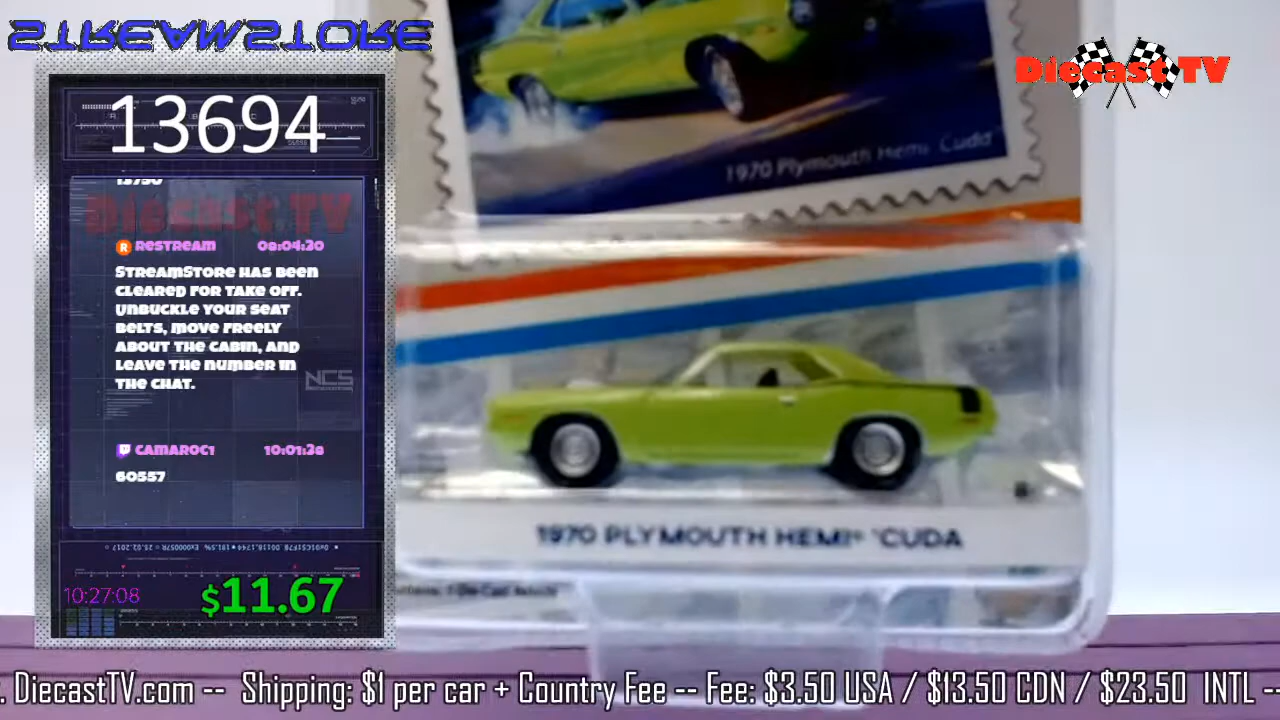 STREAMSTORE
Diecast TV
13694
13750
Diecast TV
RESTREAM 08:04:20
STREAMSTORE HAS BEEN
CLEARED FOR TAKE OFF.
UNBUCKLE YOUR SEAT
BELTS, MOVE FREELY
ABOUT THE CABIN, AND
LEAVE THE NUMBER IN
THE CHAT.
NCS
CAMAROC1 10:01:28
60557
10:27:08
$11.67
1970 Plymouth Hemi 'Cuda
1970 PLYMOUTH HEMI® 'CUDA
. DiecastTV.com -- Shipping: $1 per car + Country Fee -- Fee: $3.50 USA / $13.50 CDN / $23.50 INTL --